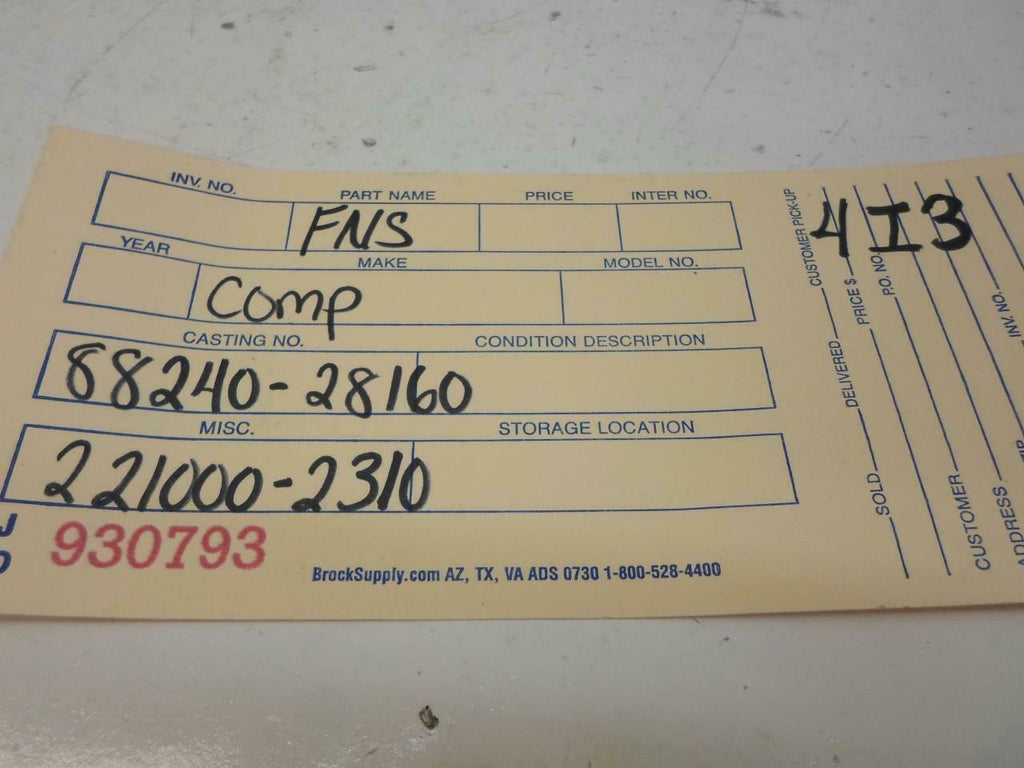 INV. NO. PART NAME PRICE INTER NO.
FNS
YEAR MAKE MODEL NO.
Comp
CASTING NO. CONDITION DESCRIPTION
88240-28160
MISC. STORAGE LOCATION
221000-2310
930793
BrockSupply.com AZ, TX, VA ADS 0730 1-800-528-4400
4I3
SOLD DELIVERED CUSTOMER PICK-UP
PRICE $
P.O. NO.
CUSTOMER
ADDRESS
INV. NO.